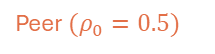 Peer (𝜌₀ = 0.5)